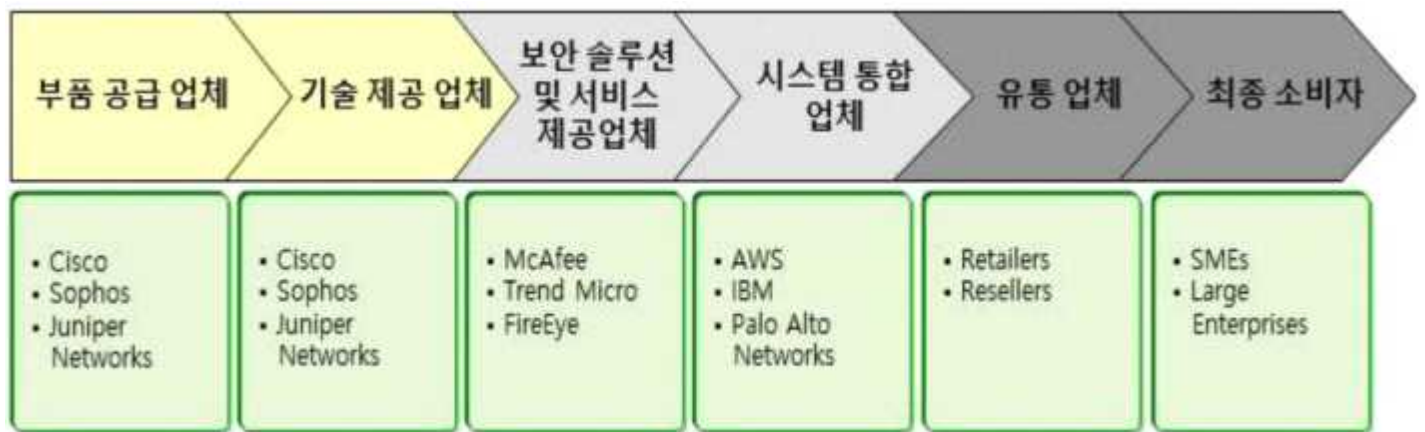 부품 공급 업체
기술 제공 업체
보안 솔루션
및 서비스
제공업체
시스템 통합
업체
유통 업체
최종 소비자
• Cisco
• Sophos
• Juniper
Networks
• Cisco
• Sophos
• Juniper
Networks
• McAfee
• Trend Micro
• FireEye
• AWS
• IBM
• Palo Alto
Networks
• Retailers
• Resellers
• SMEs
• Large
Enterprises